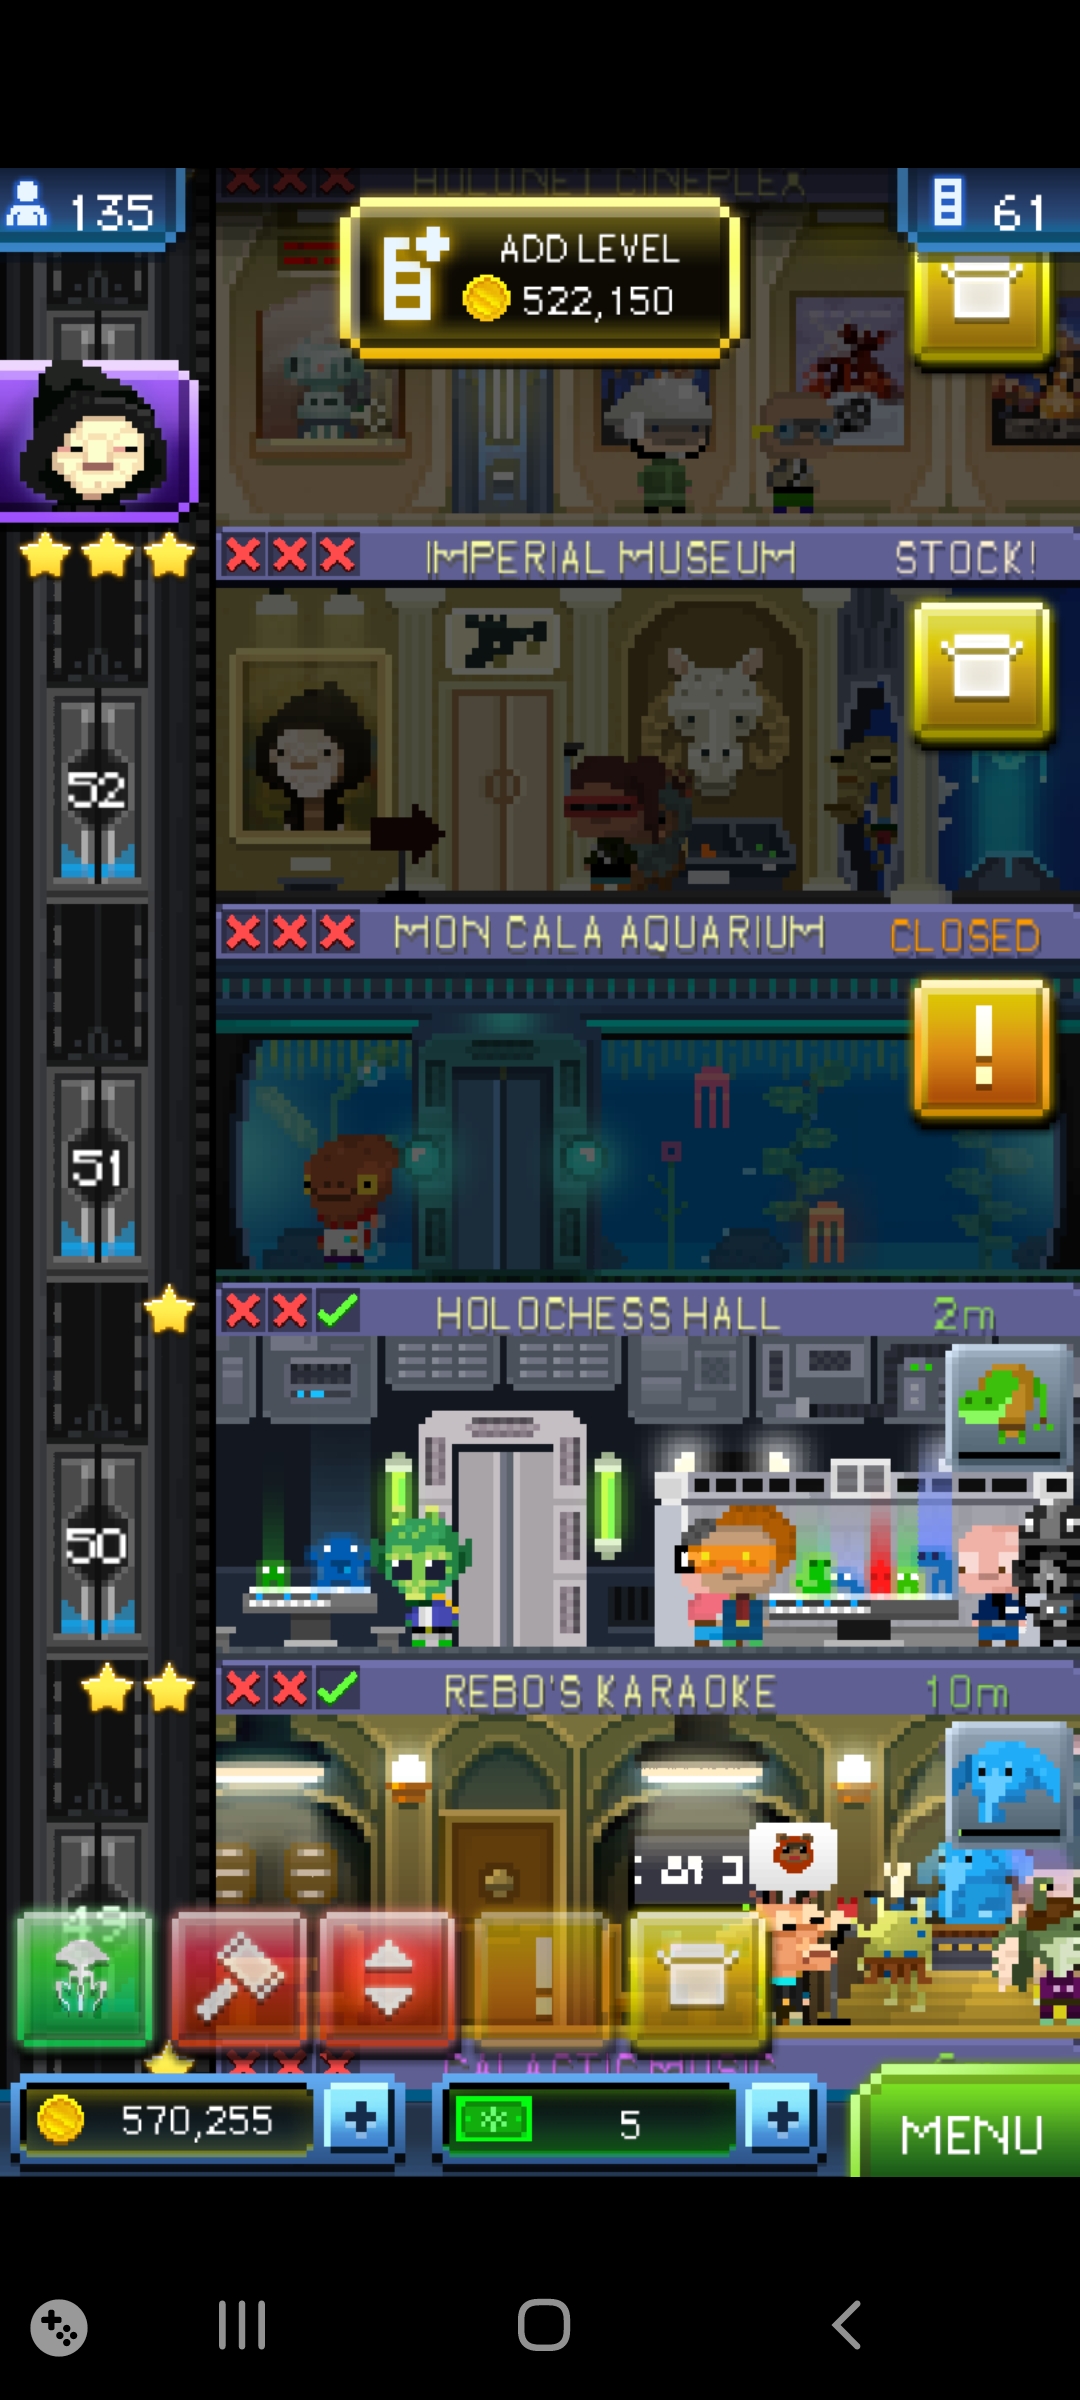 HOLONET CINEPLEX
135
61
ADD LEVEL
522,150
IMPERIAL MUSEUM STOCK!
52
MON CALA AQUARIUM CLOSED
!
51
HOLOCHESS HALL 2m
50
REBO'S KARAOKE 10m
49
!
GALACTIC MUSIC
570,255
5
MENU